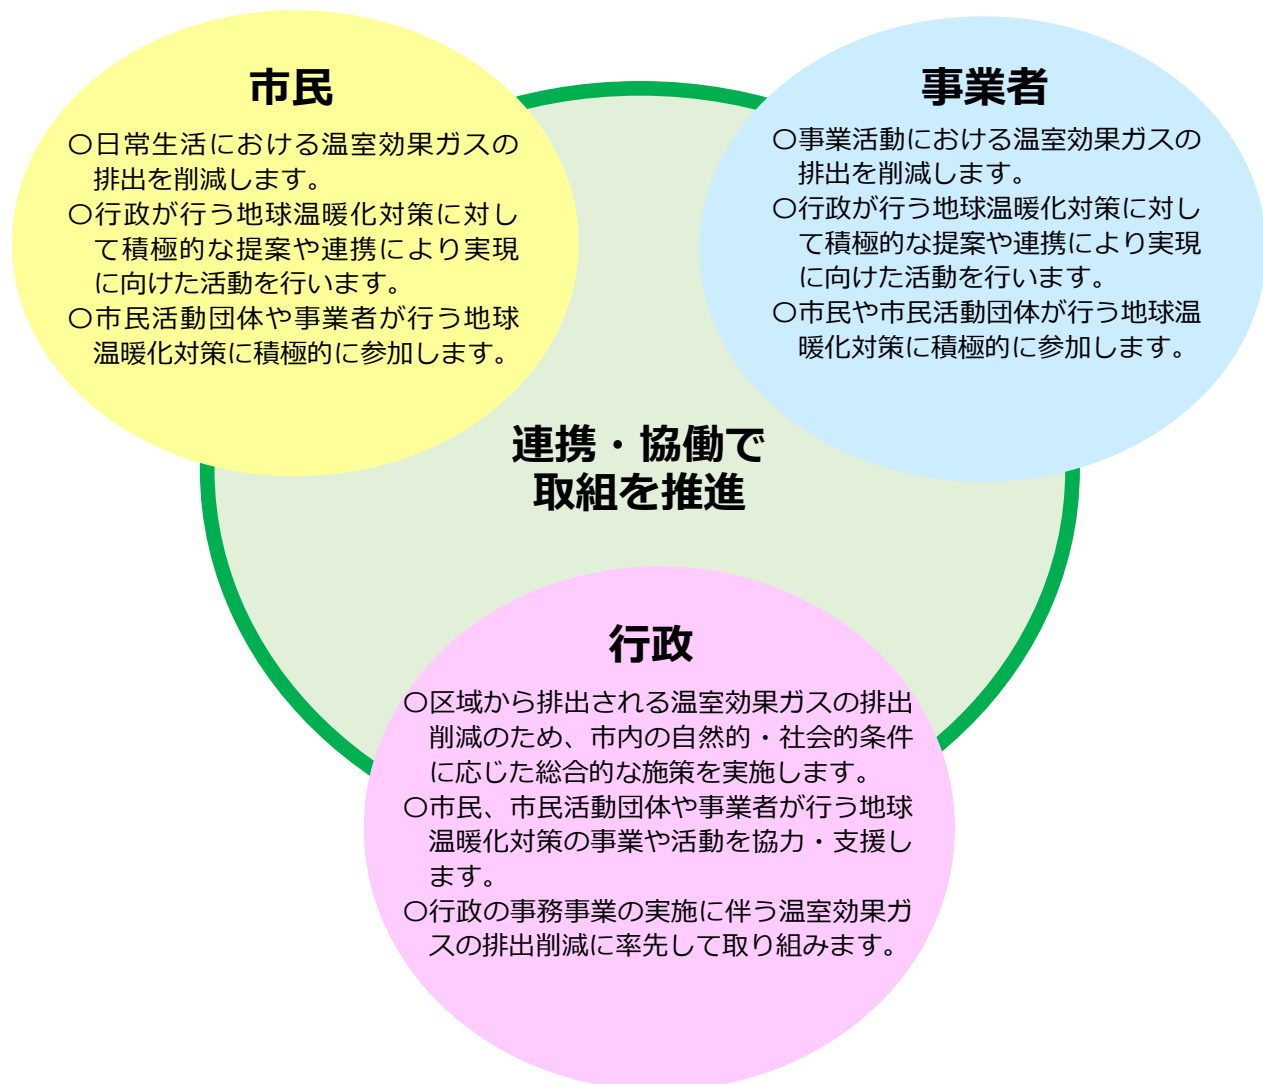 市民
〇日常生活における温室効果ガスの
排出を削減します。
〇行政が行う地球温暖化対策に対し
て積極的な提案や連携により実現
に向けた活動を行います。
〇市民活動団体や事業者が行う地球
温暖化対策に積極的に参加します。
事業者
〇事業活動における温室効果ガスの
排出を削減します。
〇行政が行う地球温暖化対策に対し
て積極的な提案や連携により実現
に向けた活動を行います。
〇市民や市民活動団体が行う地球温
暖化対策に積極的に参加します。
連携・協働で
取組を推進
行政
〇区域から排出される温室効果ガスの排出
削減のため、市内の自然的・社会的条件
に応じた総合的な施策を実施します。
〇市民、市民活動団体や事業者が行う地球
温暖化対策の事業や活動を協力・支援し
ます。
〇行政の事務事業の実施に伴う温室効果ガ
スの排出削減に率先して取り組みます。